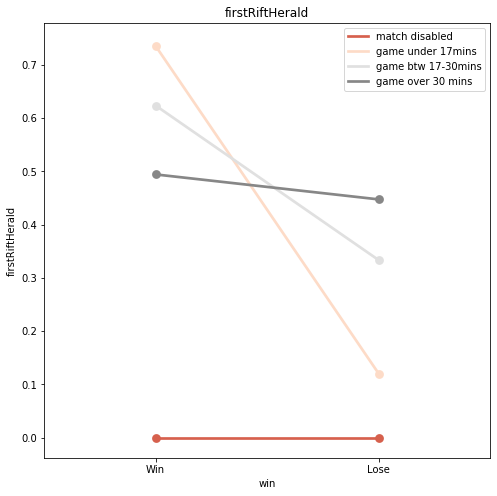 firstRiftHerald
match disabled
game under 17mins
game btw 17-30mins
game over 30 mins
0.7
0.6
0.5
0.4
0.3
0.2
0.1
0.0
firstRiftHerald
Win
Lose
win